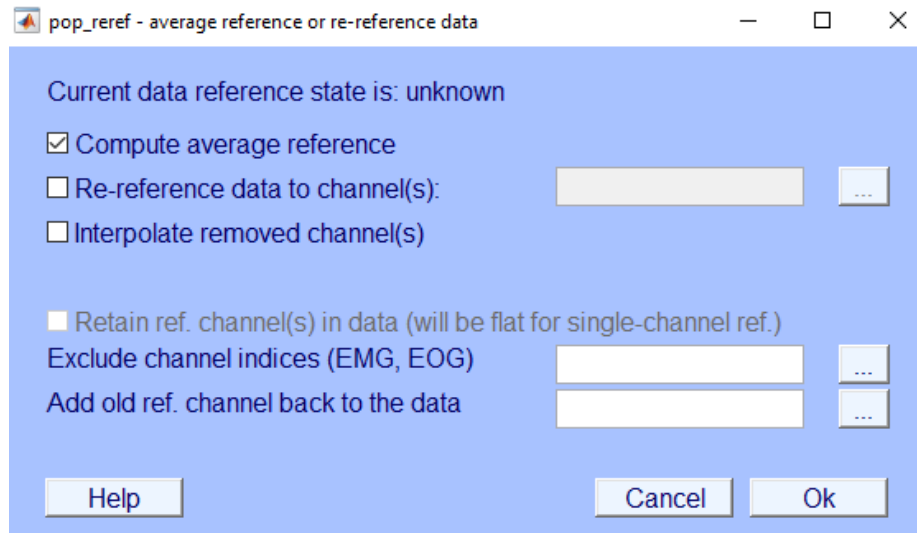 pop_reref - average reference or re-reference data
Current data reference state is: unknown
Compute average reference
Re-reference data to channel(s):
...
Interpolate removed channel(s)
Retain ref. channel(s) in data (will be flat for single-channel ref.)
Exclude channel indices (EMG, EOG)
...
Add old ref. channel back to the data
...
Help Cancel Ok